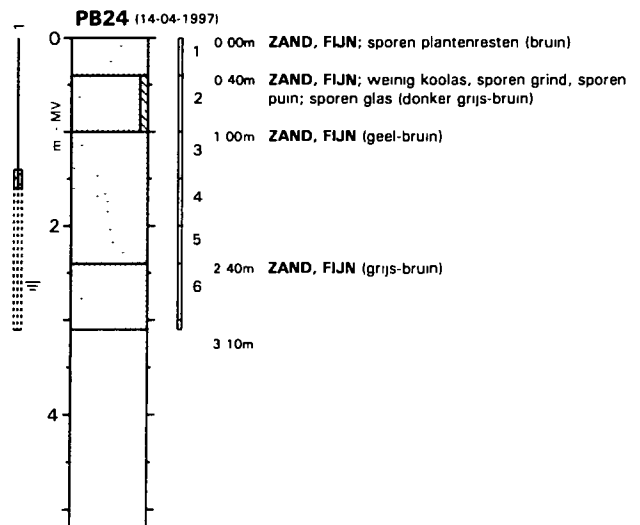 PB24 (14-04-1997)
1
0
m - MV
2
4
1
2
3
4
5
6
0 00m ZAND, FIJN; sporen plantenresten (bruin)
0 40m ZAND, FIJN; weinig koolas, sporen grind, sporen
puin; sporen glas (donker grijs-bruin)
1 00m ZAND, FIJN (geel-bruin)
2 40m ZAND, FIJN (grijs-bruin)
3 10m